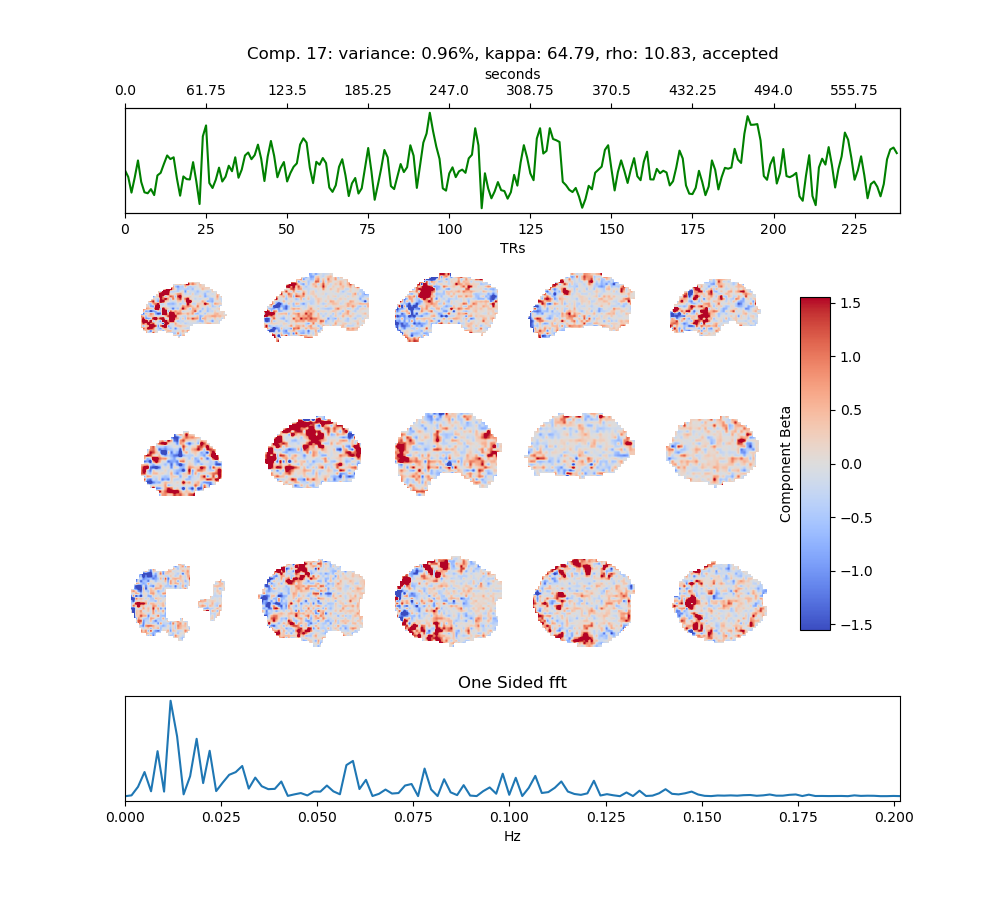 Comp. 17: variance: 0.96%, kappa: 64.79, rho: 10.83, accepted
seconds
0.0 61.75 123.5 185.25 247.0 308.75 370.5 432.25 494.0 555.75
0 25 50 75 100 125 150 175 200 225
TRs
1.5
1.0
0.5
0.0
−0.5
−1.0
−1.5
Component Beta
One Sided fft
0.000 0.025 0.050 0.075 0.100 0.125 0.150 0.175 0.200
Hz